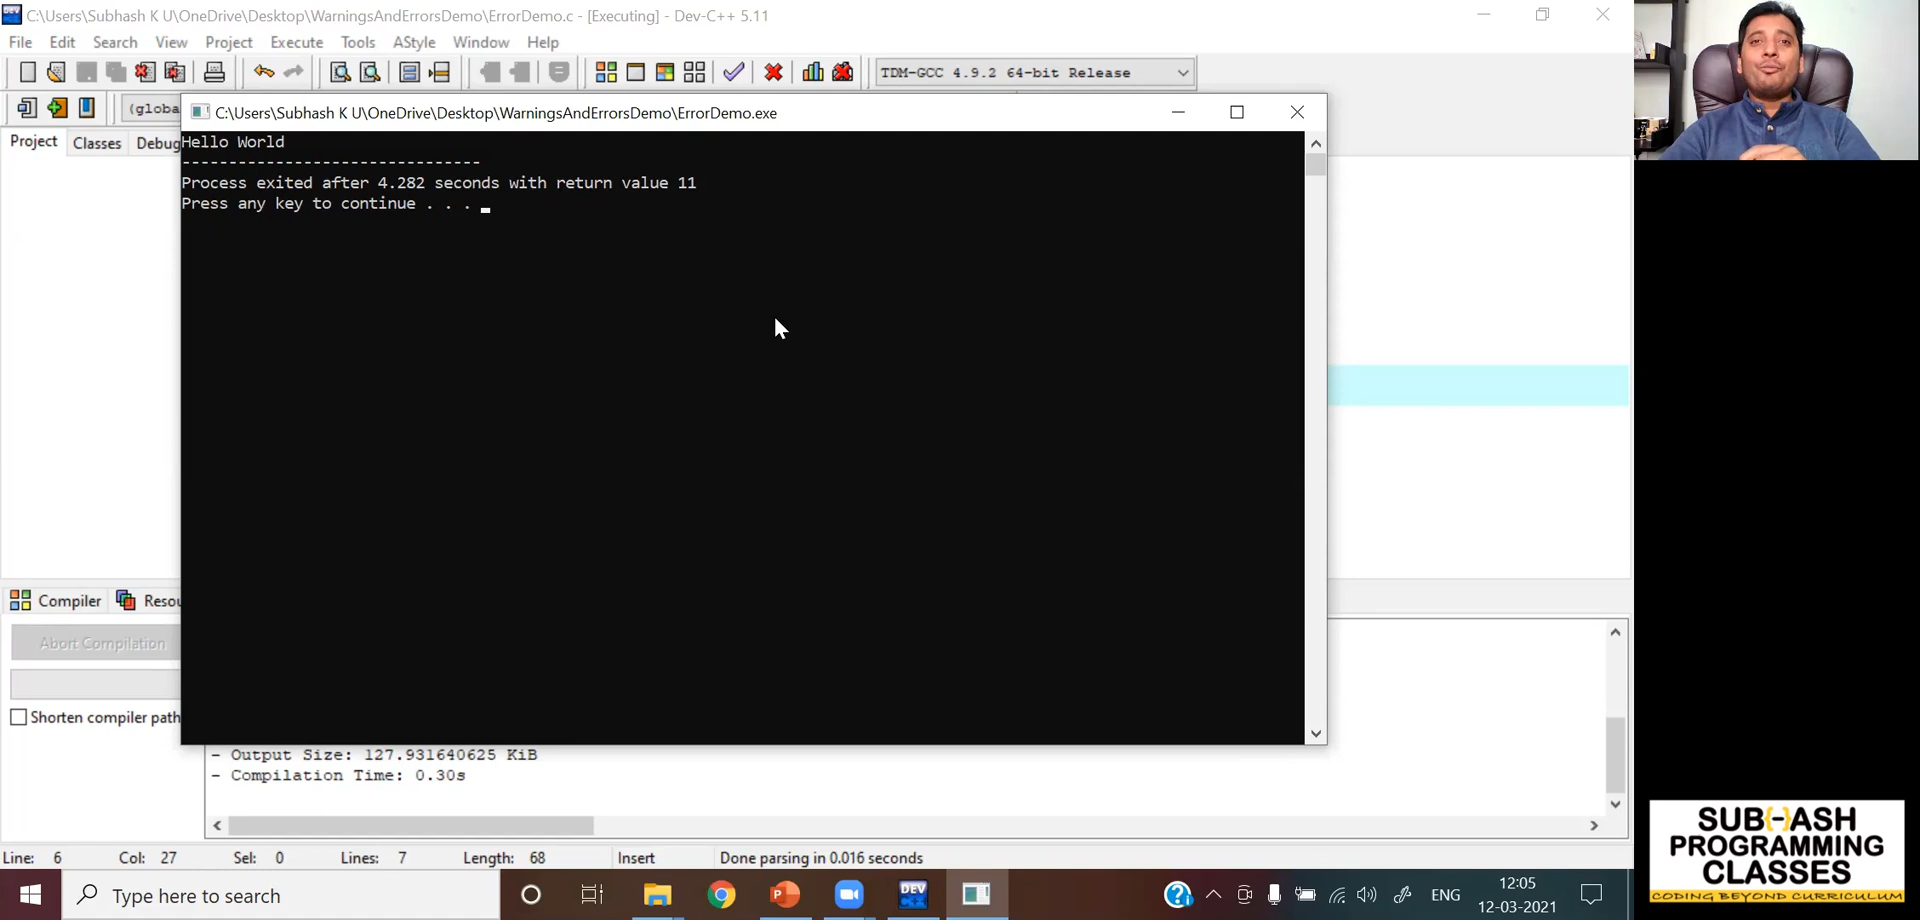 C:\Users\Subhash K U\OneDrive\Desktop\WarningsAndErrorsDemo\ErrorDemo.c - [Executing] - Dev-C++ 5.11
File Edit Search View Project Execute Tools AStyle Window Help
TDM-GCC 4.9.2 64-bit Release
(globa
C:\Users\Subhash K U\OneDrive\Desktop\WarningsAndErrorsDemo\ErrorDemo.exe
Project Classes Debug
Hello World
--------------------------------
Process exited after 4.282 seconds with return value 11
Press any key to continue . . .
Compiler Resou
Abort Compilation
Shorten compiler path
- Output Size: 127.931640625 KiB
- Compilation Time: 0.30s
Line: 6 Col: 27 Sel: 0 Lines: 7 Length: 68 Insert Done parsing in 0.016 seconds
SUB{-}ASH
PROGRAMMING
CLASSES
CODING BEYOND CURRICULUM
Type here to search
DEV
ENG
12:05
12-03-2021